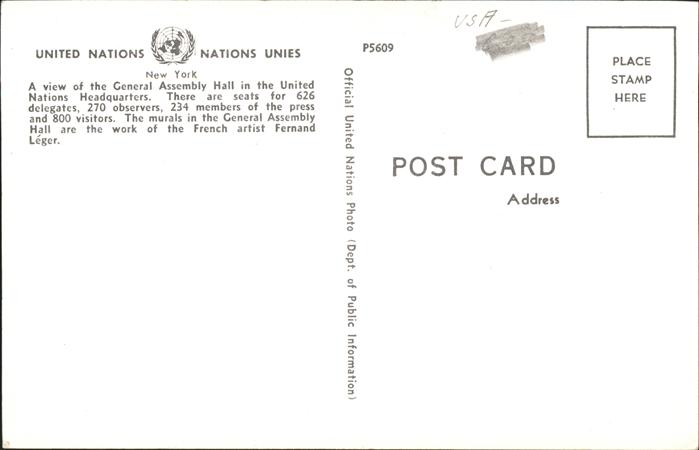 UNITED NATIONS NATIONS UNIES
New York
A view of the General Assembly Hall in the United
Nations Headquarters. There are seats for 626
delegates, 270 observers, 234 members of the press
and 800 visitors. The murals in the General Assembly
Hall are the work of the French artist Fernand
Léger.
P5609
Official United Nations Photo (Dept. of Public Information)
USA-
PLACE
STAMP
HERE
POST CARD
Address